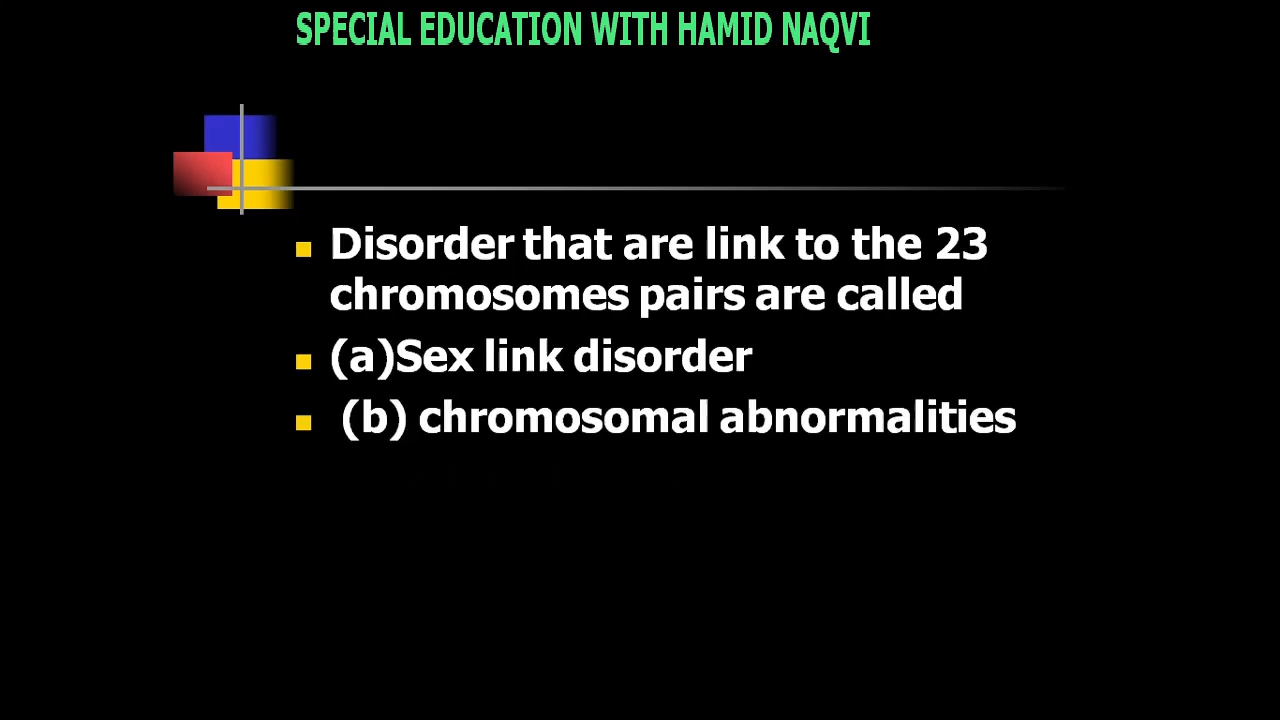 SPECIAL EDUCATION WITH HAMID NAQVI
Disorder that are link to the 23
chromosomes pairs are called
(a)Sex link disorder
(b) chromosomal abnormalities